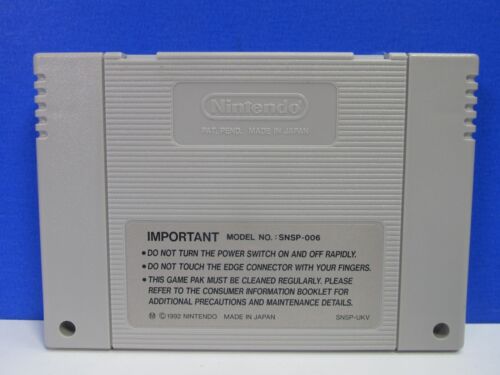 Nintendo
PAT. PEND. MADE IN JAPAN
IMPORTANT MODEL NO.:SNSP-006
• DO NOT TURN THE POWER SWITCH ON AND OFF RAPIDLY.
• DO NOT TOUCH THE EDGE CONNECTOR WITH YOUR FINGERS.
• THIS GAME PAK MUST BE CLEANED REGULARLY. PLEASE
REFER TO THE CONSUMER INFORMATION BOOKLET FOR
ADDITIONAL PRECAUTIONS AND MAINTENANCE DETAILS.
Ⓜ ©1992 NINTENDO MADE IN JAPAN SNSP-UKV